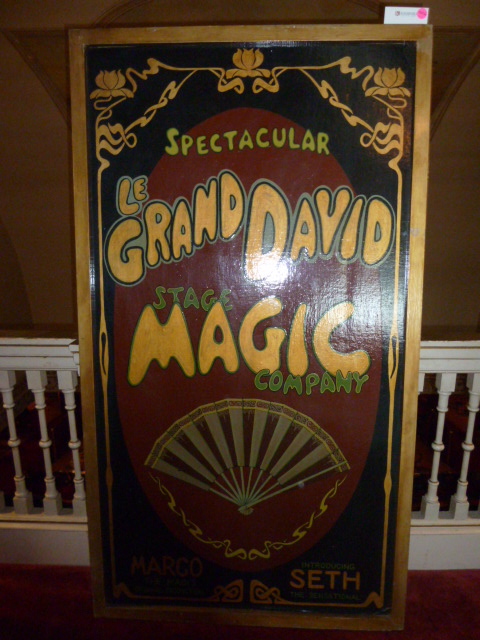 SPECTACULAR
LE
GRAND DAVID
STAGE
MAGIC
COMPANY
MARCO
INTRODUCING
SETH
THE SENSATIONAL